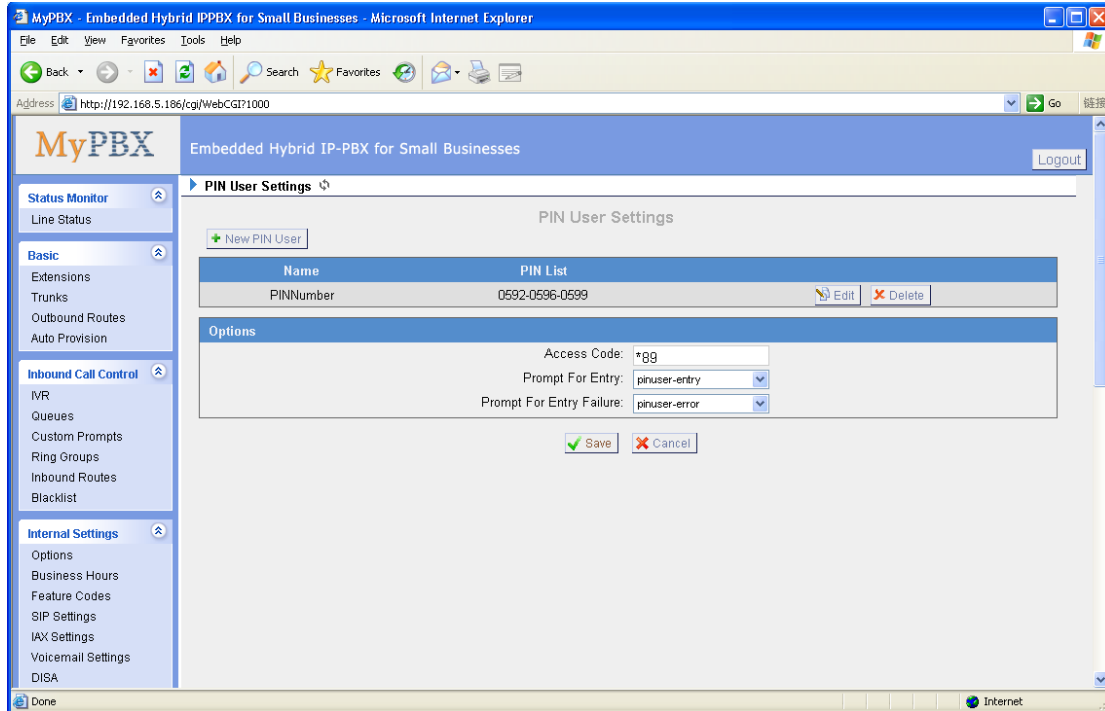 MyPBX - Embedded Hybrid IPPBX for Small Businesses - Microsoft Internet Explorer
File Edit View Favorites Tools Help
Back Search Favorites
Address http://192.168.5.186/cgi/WebCGI?1000 Go 链接
MyPBX
Embedded Hybrid IP-PBX for Small Businesses
Logout
Status Monitor
Line Status
Basic
Extensions
Trunks
Outbound Routes
Auto Provision
Inbound Call Control
IVR
Queues
Custom Prompts
Ring Groups
Inbound Routes
Blacklist
Internal Settings
Options
Business Hours
Feature Codes
SIP Settings
IAX Settings
Voicemail Settings
DISA
PIN User Settings
PIN User Settings
New PIN User
Name PIN List
PINNumber 0592-0596-0599 Edit Delete
Options
Access Code: *89
Prompt For Entry: pinuser-entry
Prompt For Entry Failure: pinuser-error
Save Cancel
Done Internet